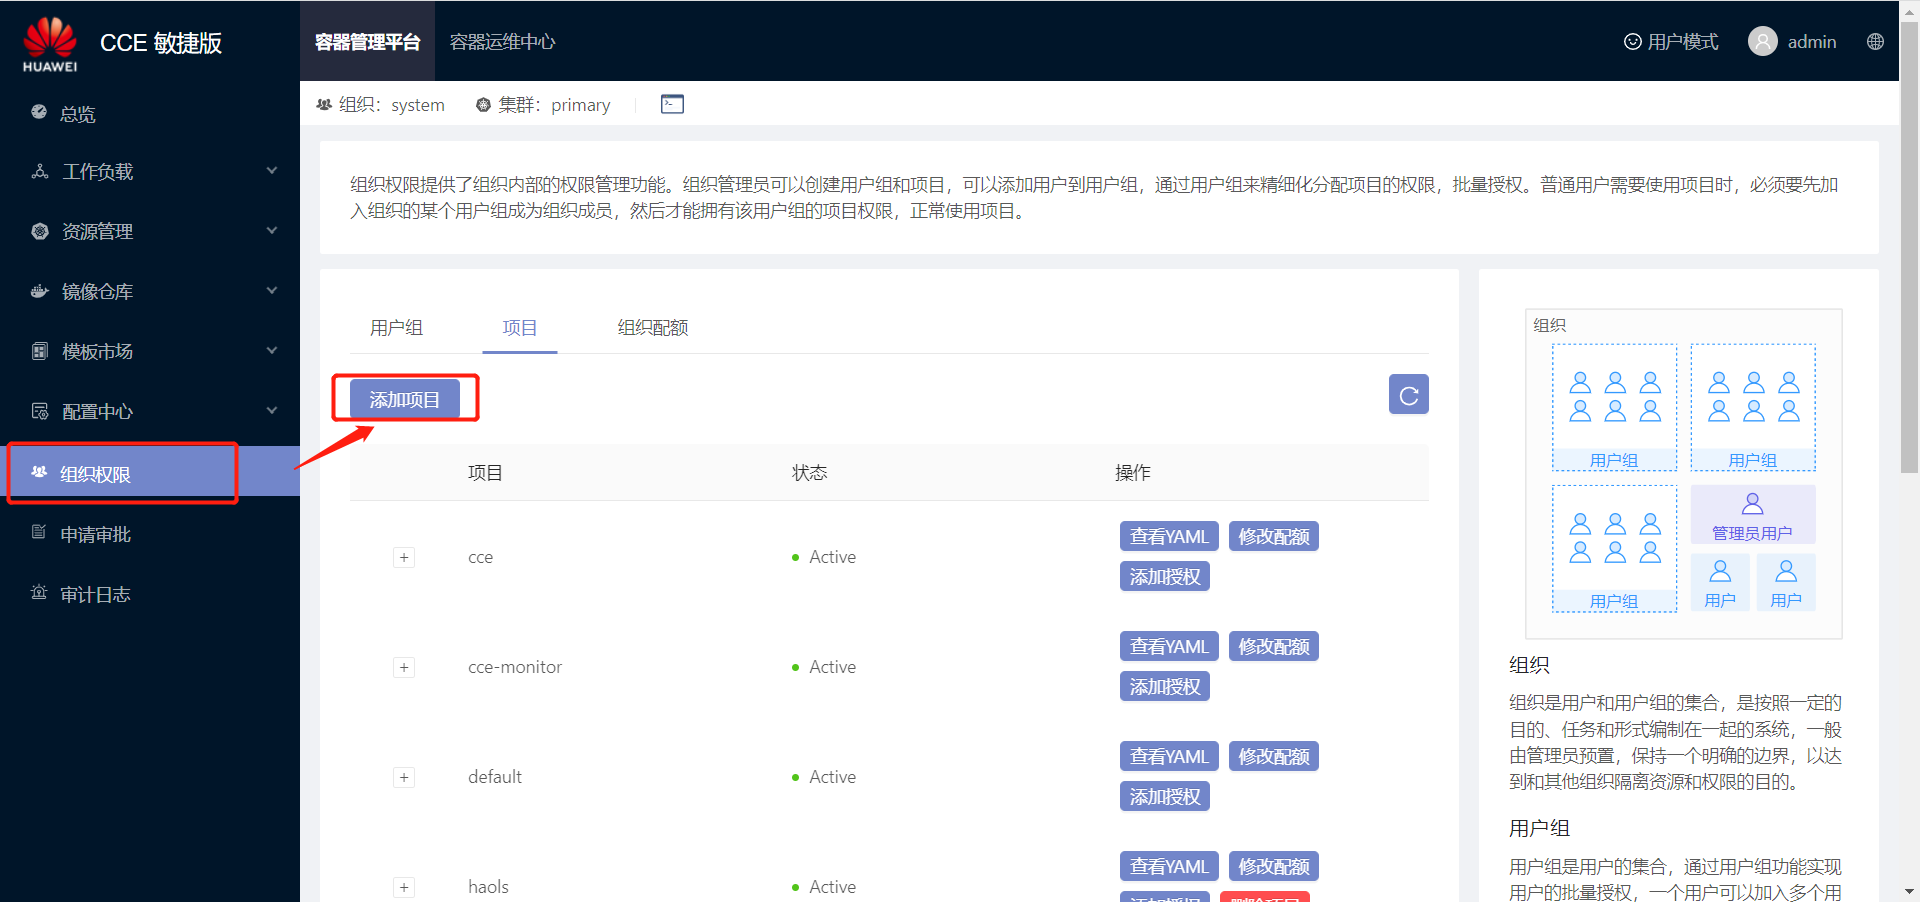 HUAWEI
CCE 敏捷版
容器管理平台
容器运维中心
用户模式
admin
组织：system
集群：primary
总览
工作负载
资源管理
镜像仓库
模板市场
配置中心
组织权限
申请审批
审计日志
组织权限提供了组织内部的权限管理功能。组织管理员可以创建用户组和项目，可以添加用户到用户组，通过用户组来精细化分配项目的权限，批量授权。普通用户需要使用项目时，必须要先加
入组织的某个用户组成为组织成员，然后才能拥有该用户组的项目权限，正常使用项目。
用户组
项目
组织配额
添加项目
项目 状态 操作
cce Active 查看YAML 修改配额
添加授权
cce-monitor Active 查看YAML 修改配额
添加授权
default Active 查看YAML 修改配额
添加授权
haols Active 查看YAML 修改配额
添加授权 删除项目
组织
用户组 用户组
管理员用户
用户组 用户 用户
组织
组织是用户和用户组的集合，是按照一定的
目的、任务和形式编制在一起的系统，一般
由管理员预置，保持一个明确的边界，以达
到和其他组织隔离资源和权限的目的。
用户组
用户组是用户的集合，通过用户组功能实现
用户的批量授权，一个用户可以加入多个用